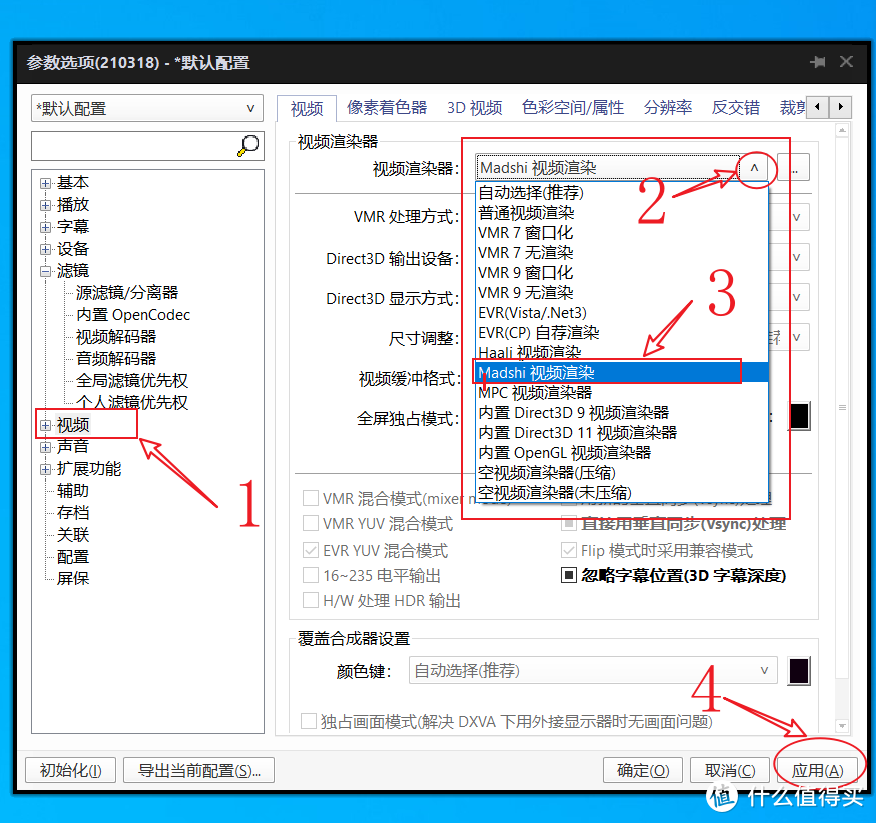 参数选项(210318) - *默认配置
*默认配置
基本
播放
字幕
设备
滤镜
源滤镜/分离器
内置 OpenCodec
视频解码器
音频解码器
全局滤镜优先权
个人滤镜优先权
视频
声音
扩展功能
辅助
存档
关联
配置
屏保
1
视频 像素着色器 3D 视频 色彩空间/属性 分辨率 反交错 裁剪
视频渲染器
视频渲染器: Madshi 视频渲染 ..
VMR 处理方式:
Direct3D 输出设备:
Direct3D 显示方式:
尺寸调整:
视频缓冲格式:
全屏独占模式:
自动选择(推荐)
普通视频渲染
VMR 7 窗口化
VMR 7 无渲染
VMR 9 窗口化
VMR 9 无渲染
EVR(Vista/.Net3)
EVR(CP) 自荐渲染
Haali 视频渲染
Madshi 视频渲染
MPC 视频渲染器
内置 Direct3D 9 视频渲染器
内置 Direct3D 11 视频渲染器
内置 OpenGL 视频渲染器
空视频渲染器(压缩)
空视频渲染器(未压缩)
2
3
VMR 混合模式(mixer
VMR YUV 混合模式 直接用垂直同步(Vsync)处理
EVR YUV 混合模式 Flip 模式时采用兼容模式
16~235 电平输出 忽略字幕位置(3D 字幕深度)
H/W 处理 HDR 输出
覆盖合成器设置
颜色键: 自动选择(推荐)
4
独占画面模式(解决 DXVA 下用外接显示器时无画面问题)
初始化(I) 导出当前配置(S)... 确定(O) 取消(C) 应用(A)
值 什么值得买